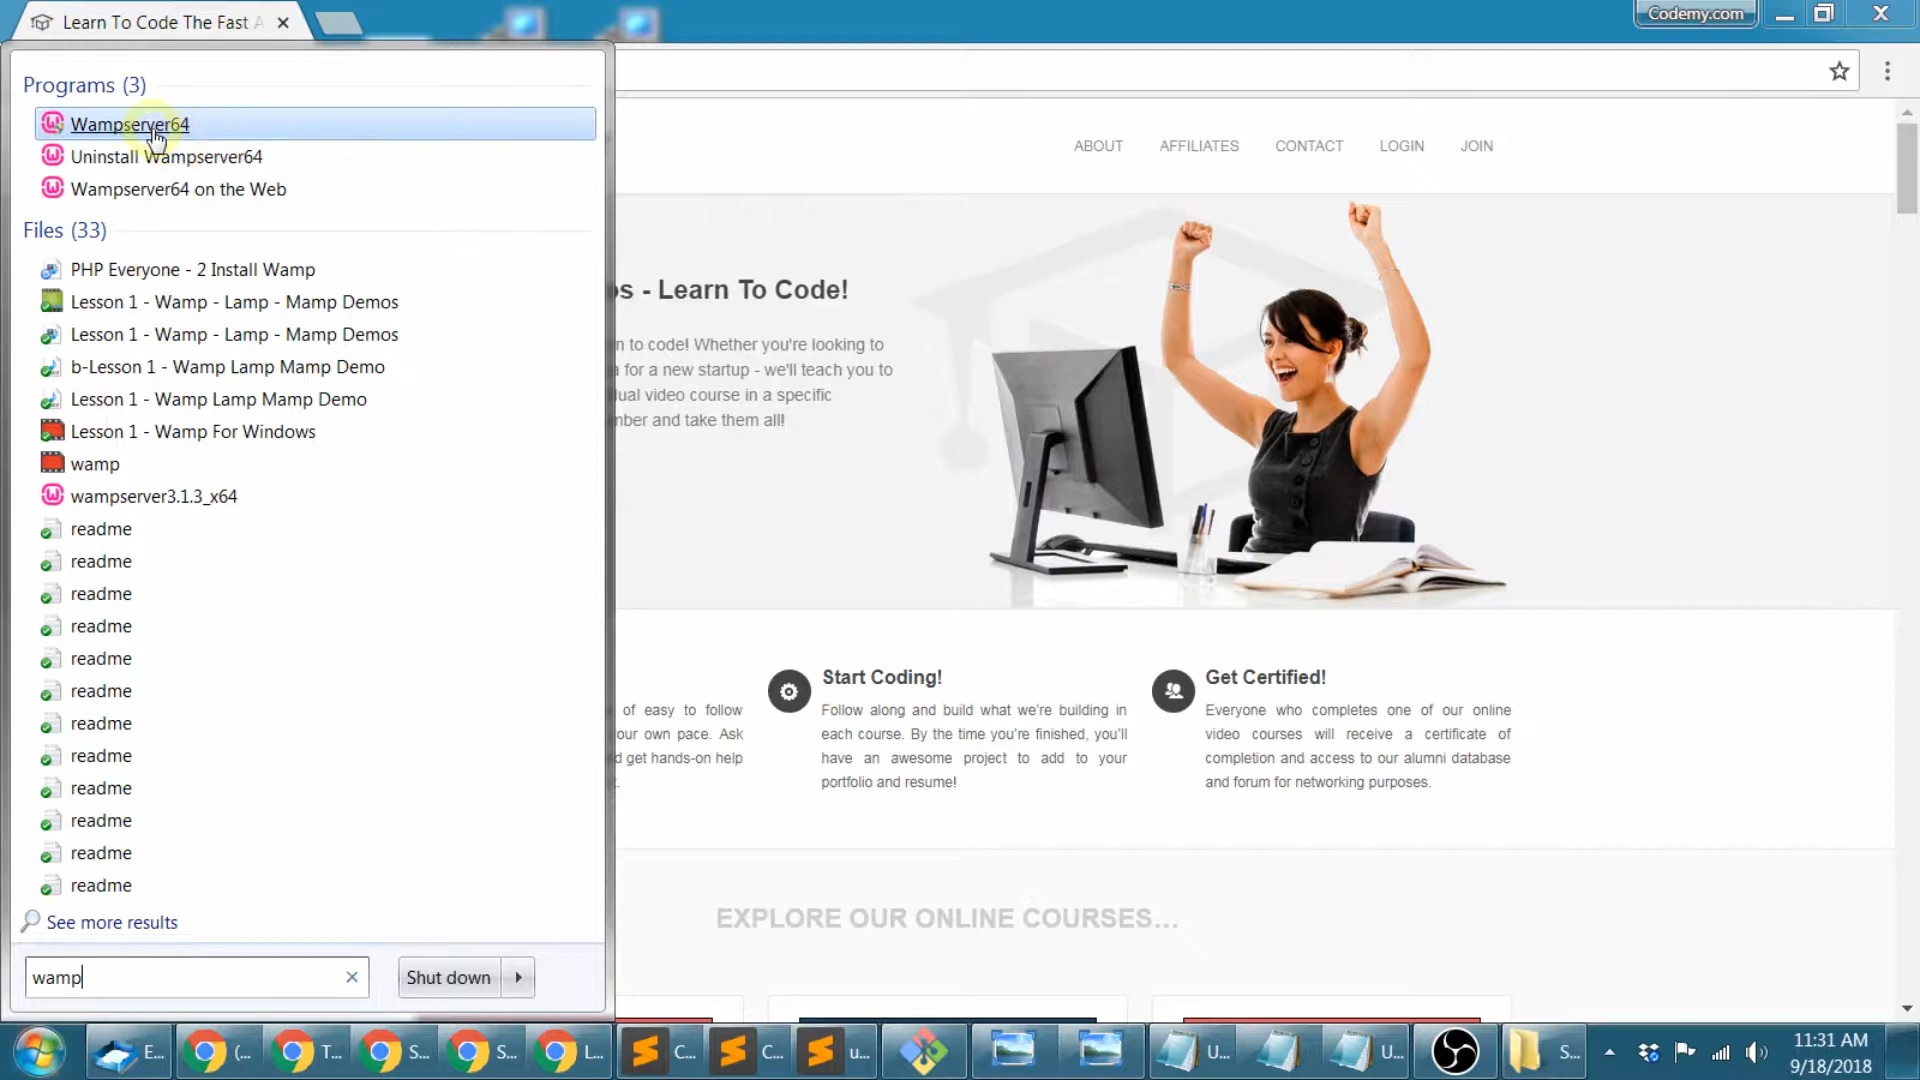 Learn To Code The Fast A
Codemy.com
Programs (3)
Wampserver64
Uninstall Wampserver64
Wampserver64 on the Web
Files (33)
PHP Everyone - 2 Install Wamp
Lesson 1 - Wamp - Lamp - Mamp Demos
Lesson 1 - Wamp - Lamp - Mamp Demos
b-Lesson 1 - Wamp Lamp Mamp Demo
Lesson 1 - Wamp Lamp Mamp Demo
Lesson 1 - Wamp For Windows
wamp
wampserver3.1.3_x64
readme
readme
readme
readme
readme
readme
readme
readme
readme
readme
readme
readme
See more results
wamp
Shut down
ABOUT AFFILIATES CONTACT LOGIN JOIN
os - Learn To Code!
n to code! Whether you're looking to
a for a new startup - we'll teach you to
ual video course in a specific
nber and take them all!
of easy to follow
our own pace. Ask
nd get hands-on help
Start Coding!
Follow along and build what we're building in
each course. By the time you're finished, you'll
have an awesome project to add to your
portfolio and resume!
Get Certified!
Everyone who completes one of our online
video courses will receive a certificate of
completion and access to our alumni database
and forum for networking purposes.
EXPLORE OUR ONLINE COURSES...
E... (... T... S... S... L... C... C... u... U... U... S...
11:31 AM
9/18/2018